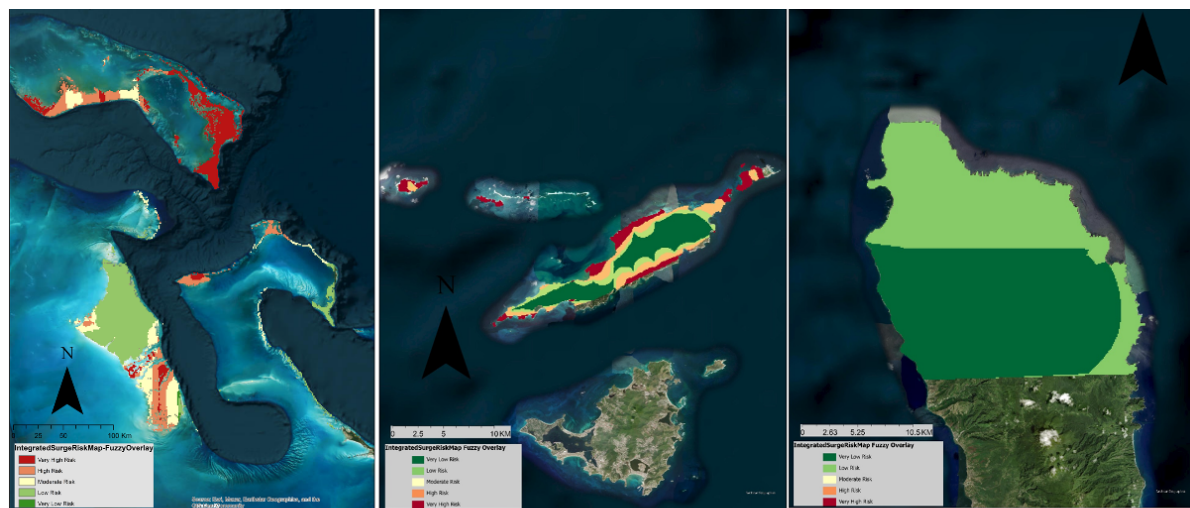 N
0 25 50 100 Km
IntegratedSurgeRiskMap-FuzzyOverlay
Very High Risk
High Risk
Moderate Risk
Low Risk
Very Low Risk
N
0 2.5 5 10 KM
IntegratedSurgeRiskMap Fuzzy Overlay
Very Low Risk
Low Risk
Moderate Risk
High Risk
Very High Risk
0 2.63 5.25 10.5 KM
IntegratedSurgeRiskMap Fuzzy Overlay
Very Low Risk
Low Risk
Moderate Risk
High Risk
Very High Risk